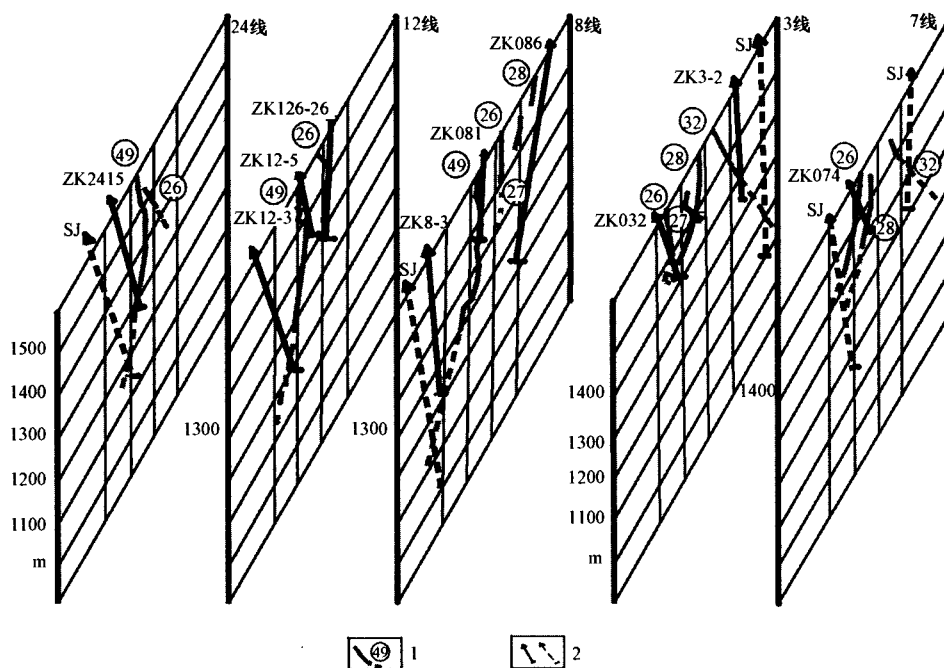 24线
12线
8线
3线
7线
ZK086
SJ
ZK3-2
SJ
28
ZK126-26
26
26
32
49
ZK12-5
ZK081
28
26
32
ZK2415
26
49
49
ZK074
SJ
ZK12-3
ZK8-3
27
26
ZK032
27
SJ
28
SJ
1500
1400
1300
1200
1100
m
1300
1300
1400
1400
1300
1200
1100
m
49 1
2